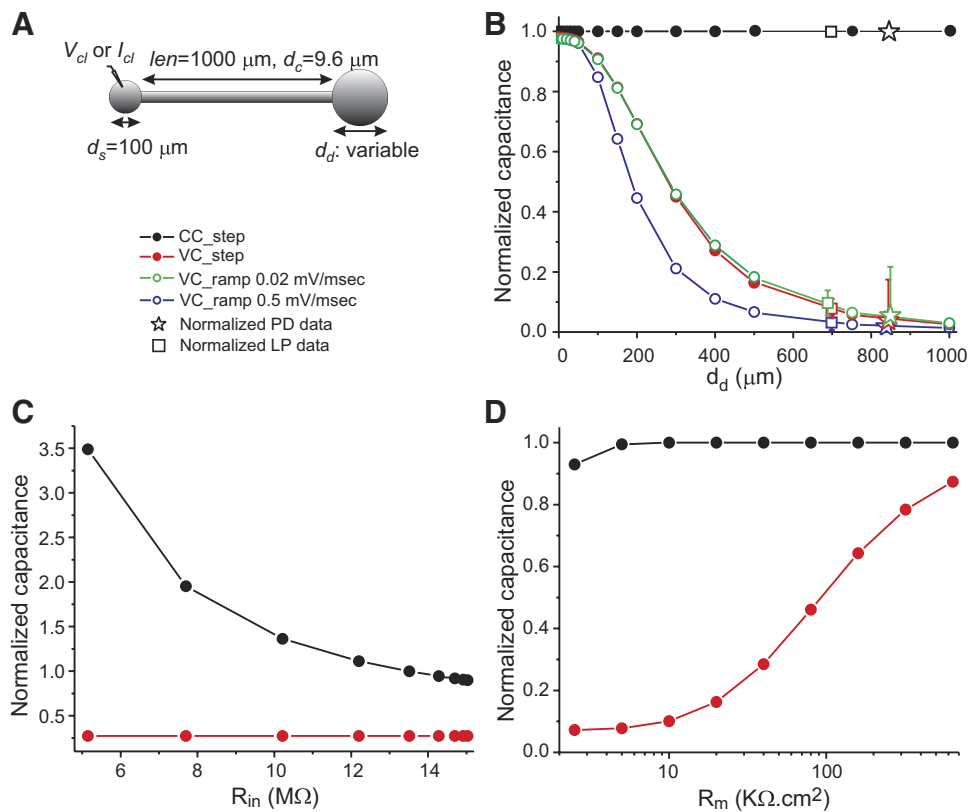 A
V_cl or I_cl
len=1000 μm, d_c=9.6 μm
d_s=100 μm
d_d: variable
CC_step
VC_step
VC_ramp 0.02 mV/msec
VC_ramp 0.5 mV/msec
Normalized PD data
Normalized LP data
B
Normalized capacitance
1.0
0.8
0.6
0.4
0.2
0.0
0
200
400
600
800
1000
d_d (μm)
C
Normalized capacitance
3.5
3.0
2.5
2.0
1.5
1.0
0.5
6
8
10
12
14
R_in (MΩ)
D
Normalized capacitance
1.0
0.8
0.6
0.4
0.2
0.0
10
100
R_m (KΩ.cm²)